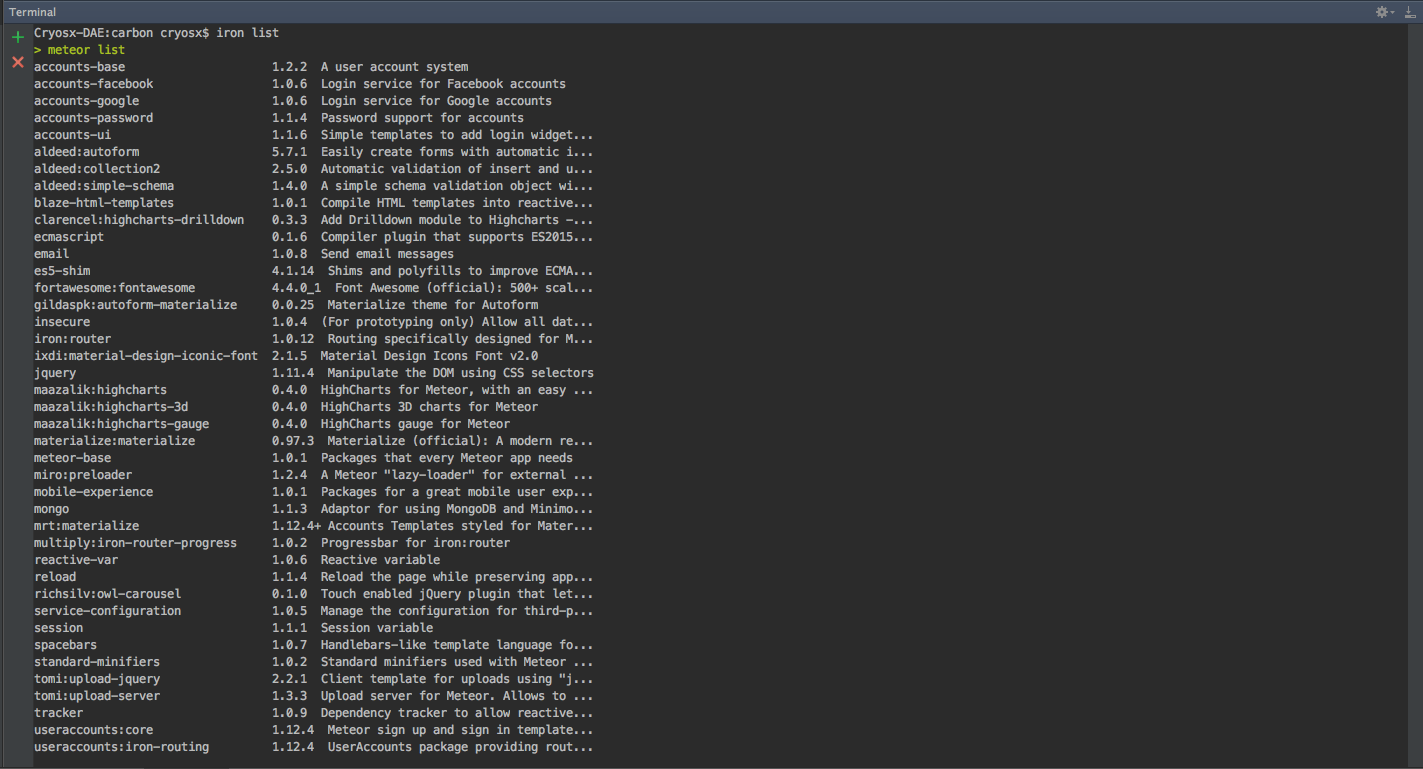 Terminal
Cryosx-DAE:carbon cryosx$ iron list
> meteor list
accounts-base 1.2.2 A user account system
accounts-facebook 1.0.6 Login service for Facebook accounts
accounts-google 1.0.6 Login service for Google accounts
accounts-password 1.1.4 Password support for accounts
accounts-ui 1.1.6 Simple templates to add login widget...
aldeed:autoform 5.7.1 Easily create forms with automatic i...
aldeed:collection2 2.5.0 Automatic validation of insert and u...
aldeed:simple-schema 1.4.0 A simple schema validation object wi...
blaze-html-templates 1.0.1 Compile HTML templates into reactive...
clarencel:highcharts-drilldown 0.3.3 Add Drilldown module to Highcharts -...
ecmascript 0.1.6 Compiler plugin that supports ES2015...
email 1.0.8 Send email messages
es5-shim 4.1.14 Shims and polyfills to improve ECMA...
fortawesome:fontawesome 4.4.0_1 Font Awesome (official): 500+ scal...
gildaspk:autoform-materialize 0.0.25 Materialize theme for Autoform
insecure 1.0.4 (For prototyping only) Allow all dat...
iron:router 1.0.12 Routing specifically designed for M...
ixdi:material-design-iconic-font 2.1.5 Material Design Icons Font v2.0
jquery 1.11.4 Manipulate the DOM using CSS selectors
maazalik:highcharts 0.4.0 HighCharts for Meteor, with an easy ...
maazalik:highcharts-3d 0.4.0 HighCharts 3D charts for Meteor
maazalik:highcharts-gauge 0.4.0 HighCharts gauge for Meteor
materialize:materialize 0.97.3 Materialize (official): A modern re...
meteor-base 1.0.1 Packages that every Meteor app needs
miro:preloader 1.2.4 A Meteor "lazy-loader" for external ...
mobile-experience 1.0.1 Packages for a great mobile user exp...
mongo 1.1.3 Adaptor for using MongoDB and Minimo...
mrt:materialize 1.12.4+ Accounts Templates styled for Mater...
multiply:iron-router-progress 1.0.2 Progressbar for iron:router
reactive-var 1.0.6 Reactive variable
reload 1.1.4 Reload the page while preserving app...
richsilv:owl-carousel 0.1.0 Touch enabled jQuery plugin that let...
service-configuration 1.0.5 Manage the configuration for third-p...
session 1.1.1 Session variable
spacebars 1.0.7 Handlebars-like template language fo...
standard-minifiers 1.0.2 Standard minifiers used with Meteor ...
tomi:upload-jquery 2.2.1 Client template for uploads using "j...
tomi:upload-server 1.3.3 Upload server for Meteor. Allows to ...
tracker 1.0.9 Dependency tracker to allow reactive...
useraccounts:core 1.12.4 Meteor sign up and sign in template...
useraccounts:iron-routing 1.12.4 UserAccounts package providing rout...